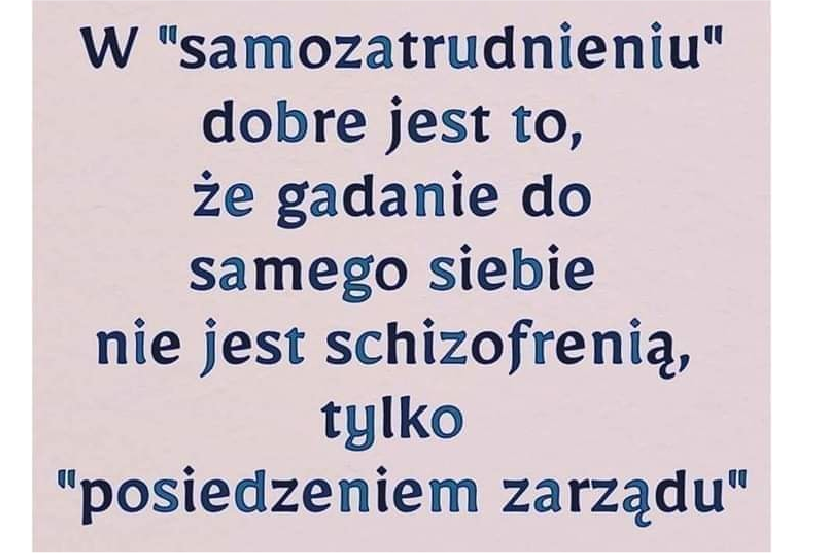 W "samozatrudnieniu"
dobre jest to,
że gadanie do
samego siebie
nie jest schizofrenią,
tylko
"posiedzeniem zarządu"